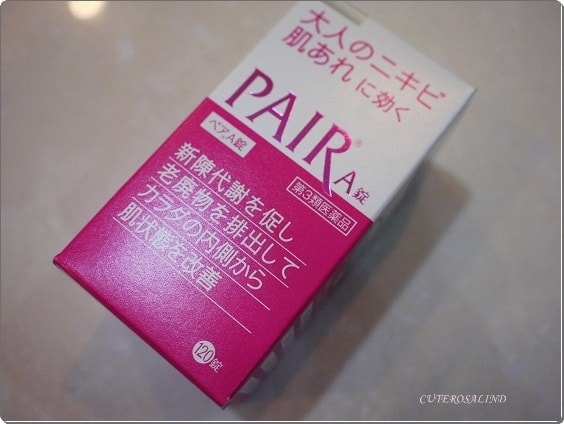 大人のニキビ
肌あれに効く
PAIR® A錠
ペアA錠
第3類医薬品
新陳代謝を促し
老廃物を排出して
カラダの内側から
肌状態を改善
120錠
CUTEROSALIND